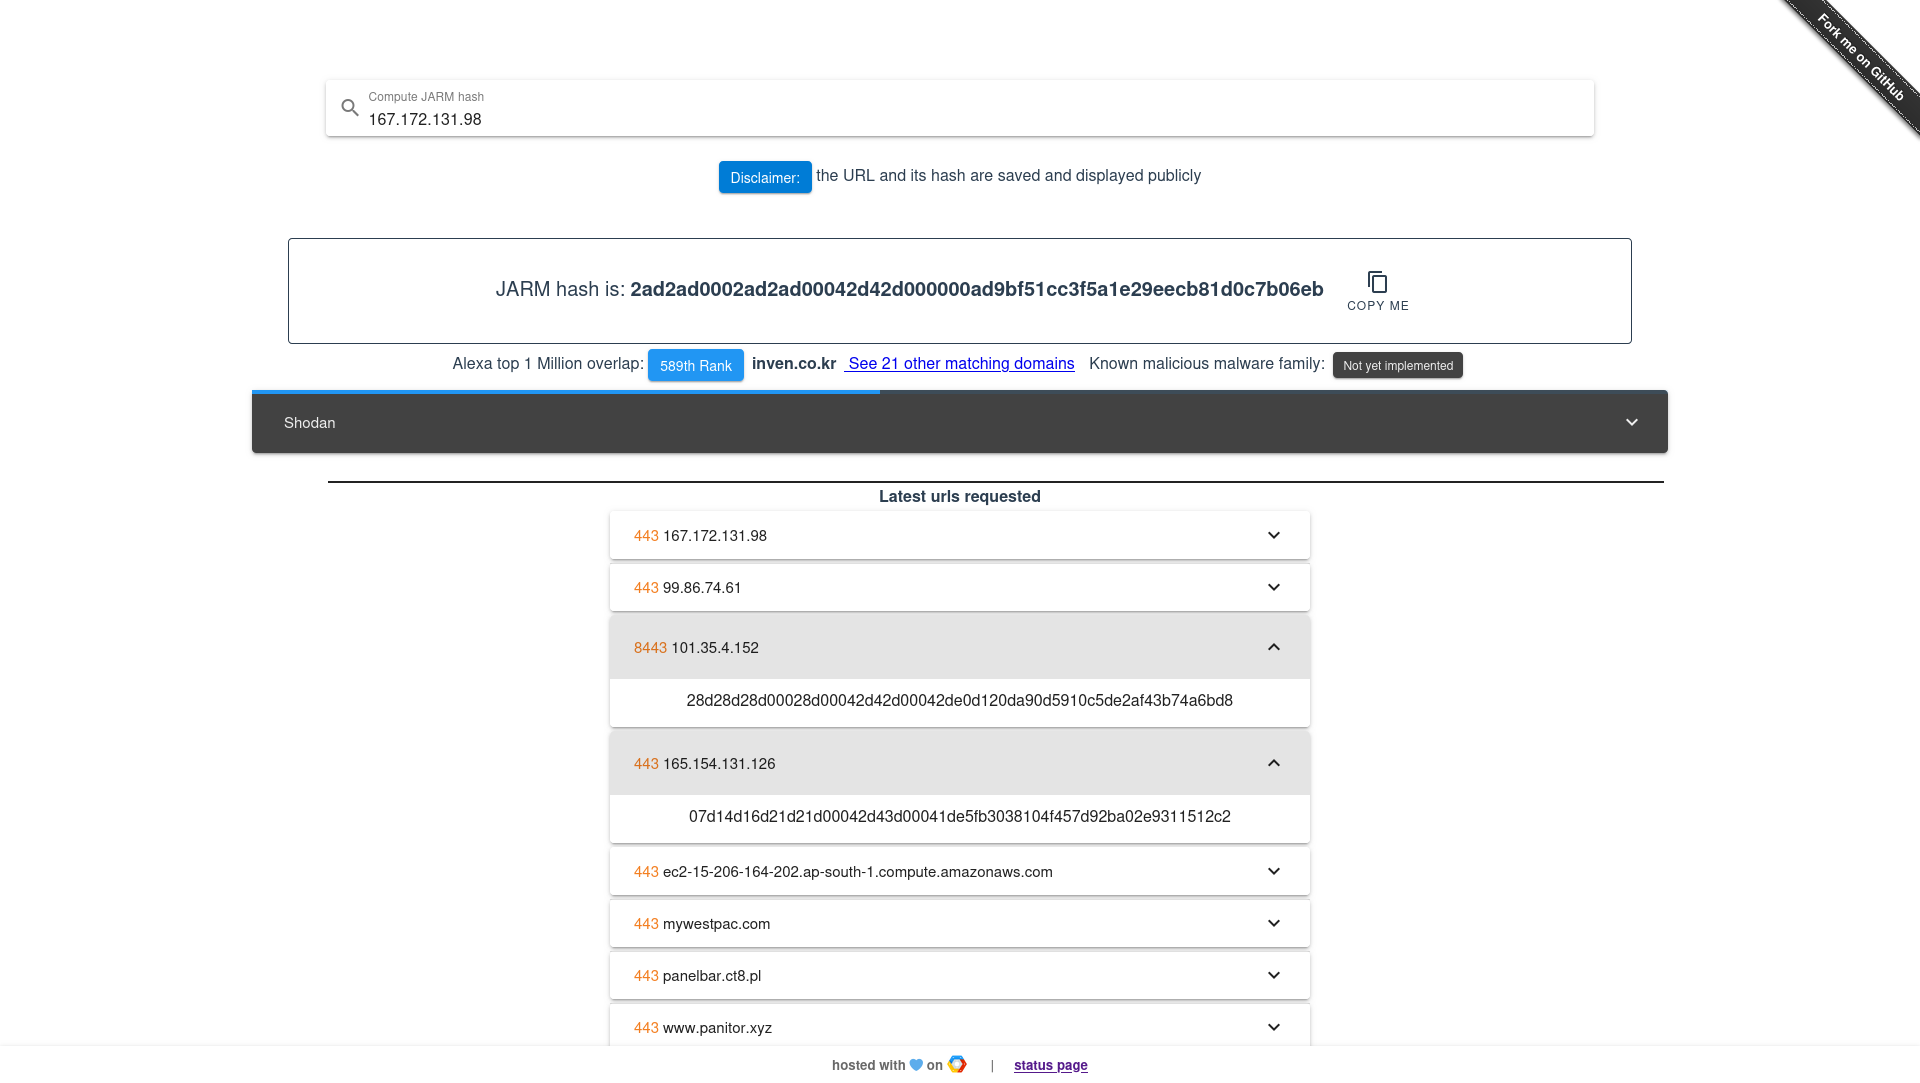 Fork me on GitHub
Compute JARM hash
167.172.131.98
Disclaimer: the URL and its hash are saved and displayed publicly
JARM hash is: 2ad2ad0002ad2ad00042d42d000000ad9bf51cc3f5a1e29eecb81d0c7b06eb
COPY ME
Alexa top 1 Million overlap: 589th Rank inven.co.kr See 21 other matching domains Known malicious malware family: Not yet implemented
Shodan
Latest urls requested
443 167.172.131.98
443 99.86.74.61
8443 101.35.4.152
28d28d28d00028d00042d42d00042de0d120da90d5910c5de2af43b74a6bd8
443 165.154.131.126
07d14d16d21d21d00042d43d00041de5fb3038104f457d92ba02e9311512c2
443 ec2-15-206-164-202.ap-south-1.compute.amazonaws.com
443 mywestpac.com
443 panelbar.ct8.pl
443 www.panitor.xyz
hosted with on | status page